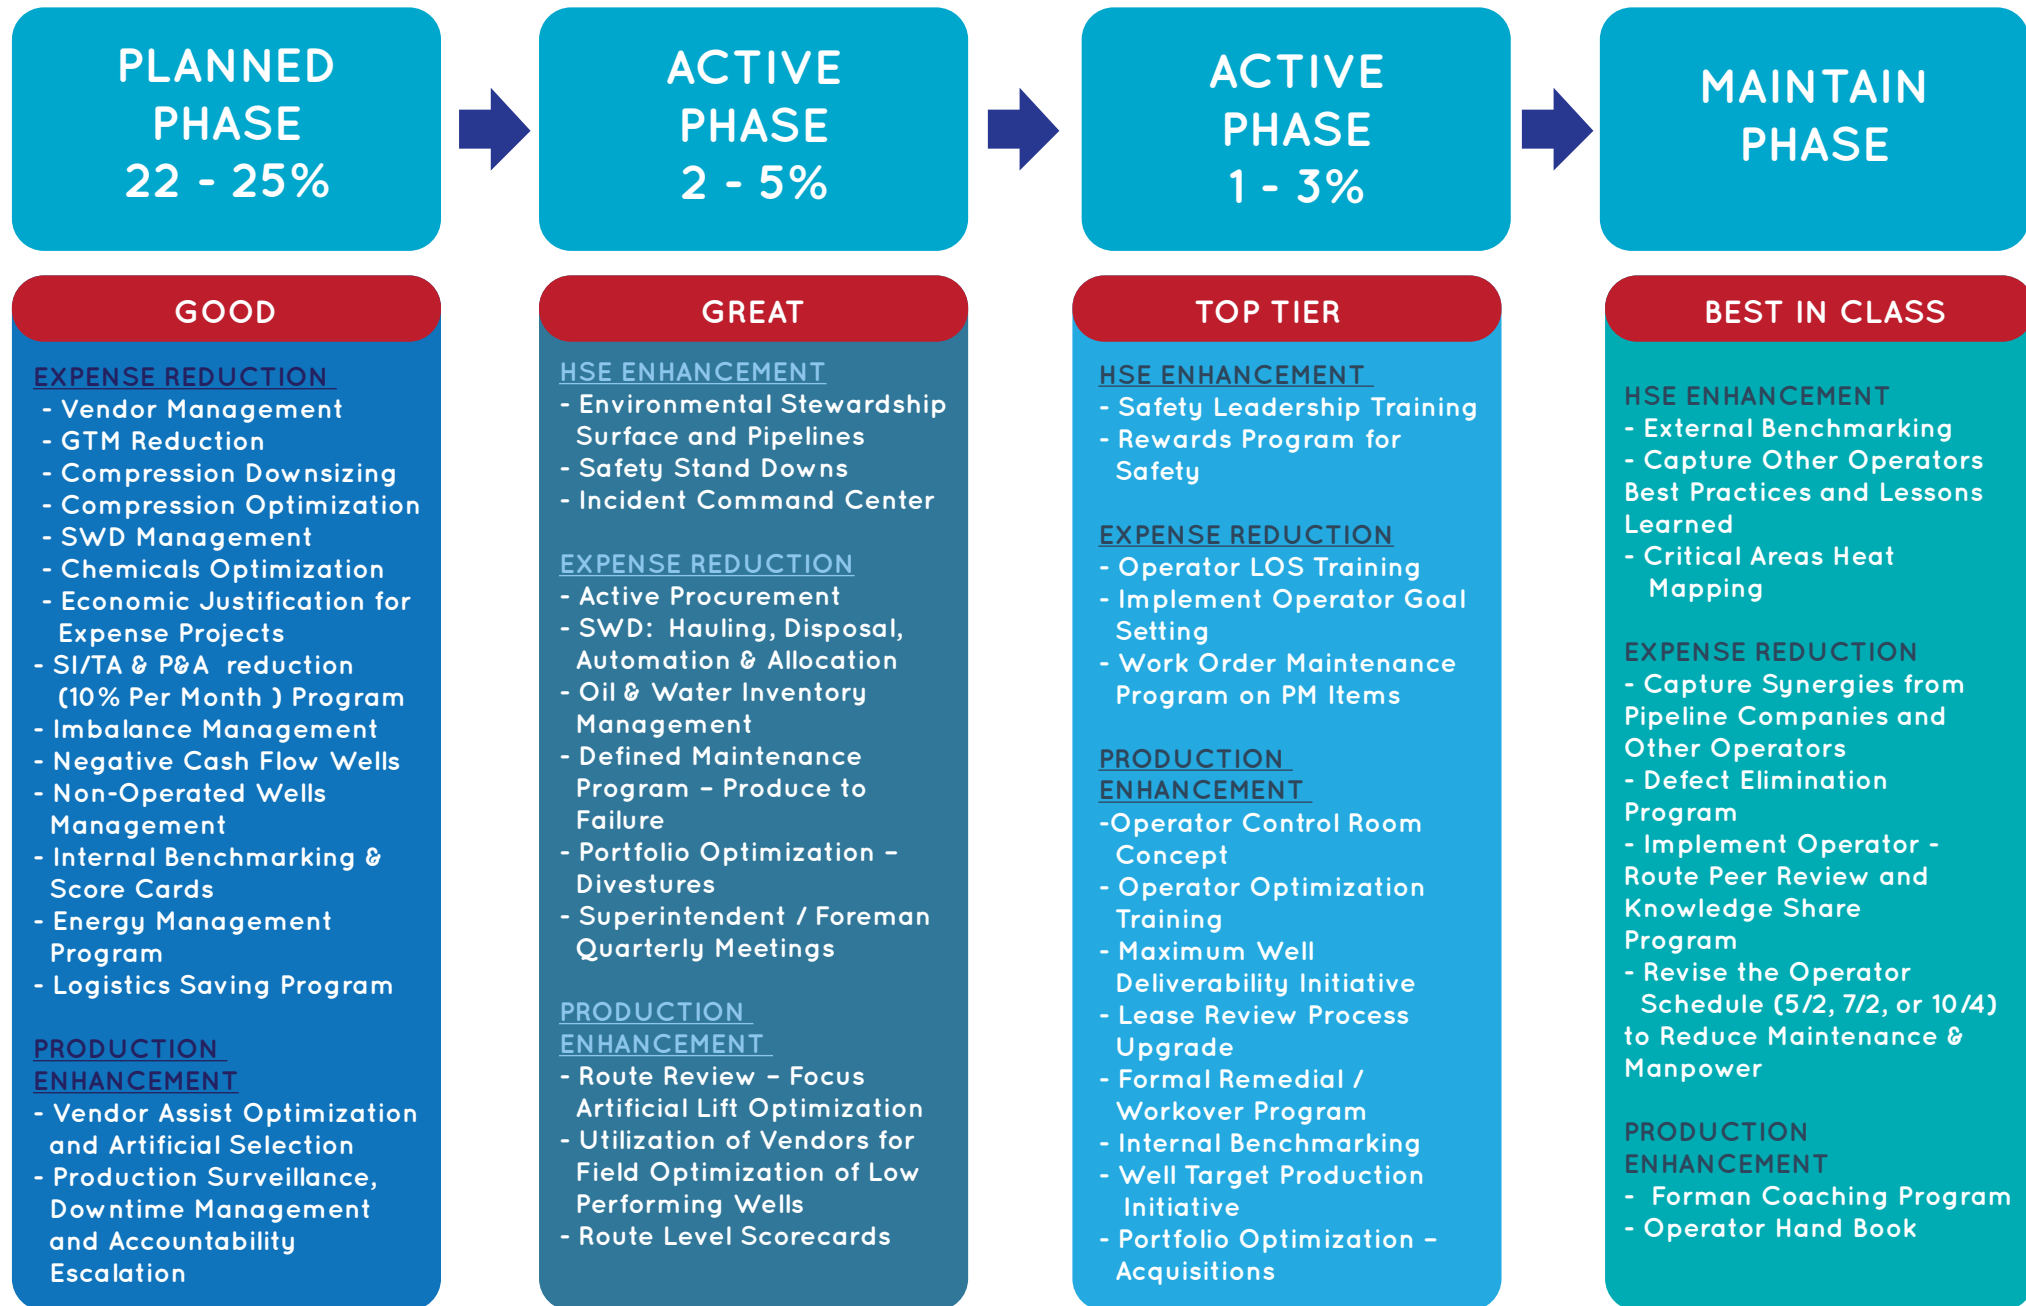 PLANNED
PHASE
22 - 25%
ACTIVE
PHASE
2 - 5%
ACTIVE
PHASE
1 - 3%
MAINTAIN
PHASE
GOOD
EXPENSE REDUCTION
- Vendor Management
- GTM Reduction
- Compression Downsizing
- Compression Optimization
- SWD Management
- Chemicals Optimization
- Economic Justification for
Expense Projects
- SI/TA & P&A reduction
(10% Per Month ) Program
- Imbalance Management
- Negative Cash Flow Wells
- Non-Operated Wells
Management
- Internal Benchmarking &
Score Cards
- Energy Management
Program
- Logistics Saving Program
PRODUCTION
ENHANCEMENT
- Vendor Assist Optimization
and Artificial Selection
- Production Surveillance,
Downtime Management
and Accountability
Escalation
GREAT
HSE ENHANCEMENT
- Environmental Stewardship
Surface and Pipelines
- Safety Stand Downs
- Incident Command Center
EXPENSE REDUCTION
- Active Procurement
- SWD: Hauling, Disposal,
Automation & Allocation
- Oil & Water Inventory
Management
- Defined Maintenance
Program – Produce to
Failure
- Portfolio Optimization –
Divestures
- Superintendent / Foreman
Quarterly Meetings
PRODUCTION
ENHANCEMENT
- Route Review – Focus
Artificial Lift Optimization
- Utilization of Vendors for
Field Optimization of Low
Performing Wells
- Route Level Scorecards
TOP TIER
HSE ENHANCEMENT
- Safety Leadership Training
- Rewards Program for
Safety
EXPENSE REDUCTION
- Operator LOS Training
- Implement Operator Goal
Setting
- Work Order Maintenance
Program on PM Items
PRODUCTION
ENHANCEMENT
-Operator Control Room
Concept
- Operator Optimization
Training
- Maximum Well
Deliverability Initiative
- Lease Review Process
Upgrade
- Formal Remedial /
Workover Program
- Internal Benchmarking
- Well Target Production
Initiative
- Portfolio Optimization –
Acquisitions
BEST IN CLASS
HSE ENHANCEMENT
- External Benchmarking
- Capture Other Operators
Best Practices and Lessons
Learned
- Critical Areas Heat
Mapping
EXPENSE REDUCTION
- Capture Synergies from
Pipeline Companies and
Other Operators
- Defect Elimination
Program
- Implement Operator -
Route Peer Review and
Knowledge Share
Program
- Revise the Operator
Schedule (5/2, 7/2, or 10/4)
to Reduce Maintenance &
Manpower
PRODUCTION
ENHANCEMENT
- Forman Coaching Program
- Operator Hand Book